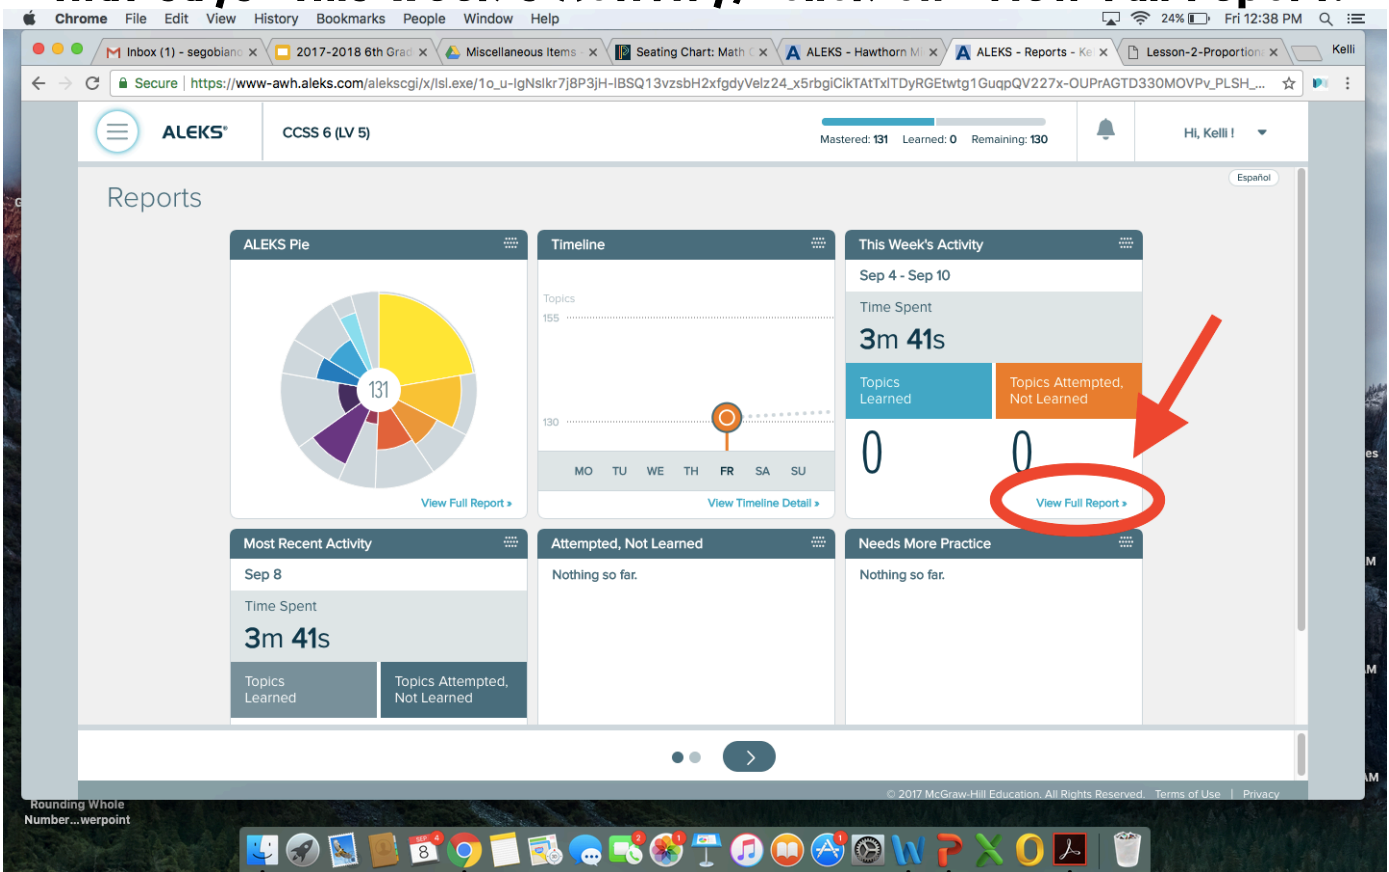 Chrome File Edit View History Bookmarks People Window Help 24% Fri 12:38 PM
Inbox (1) - segobiano 2017-2018 6th Grad Miscellaneous Items - Seating Chart: Math ALEKS - Hawthorn ALEKS - Reports - Lesson-2-Proportion Kelli
Secure https://www-awh.aleks.com/alekscgi/x/Isl.exe/
ALEKS® CCSS 6 (LV 5) Mastered: 131 Learned: 0 Remaining: 130 Hi, Kelli !
Español
Reports
ALEKS Pie
131
View Full Report »
Timeline
Topics
155
130
MO TU WE TH FR SA SU
View Timeline Detail »
This Week's Activity
Sep 4 - Sep 10
Time Spent
3m 41s
Topics
Learned
Topics Attempted,
Not Learned
0 0
View Full Report »
Most Recent Activity
Sep 8
Time Spent
3m 41s
Topics
Learned
Topics Attempted,
Not Learned
Attempted, Not Learned
Nothing so far.
Needs More Practice
Nothing so far.
© 2017 McGraw-Hill Education. All Rights Reserved. Terms of Use | Privacy
Rounding Whole
Number...werpoint